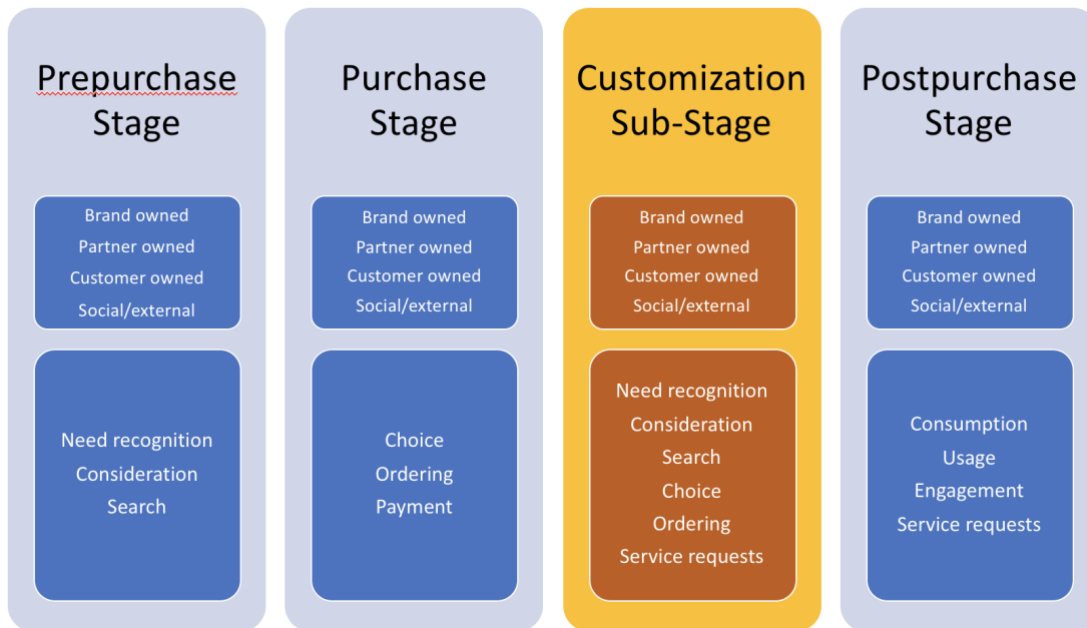 Prepurchase
Stage
Brand owned
Partner owned
Customer owned
Social/external
Need recognition
Consideration
Search
Purchase
Stage
Brand owned
Partner owned
Customer owned
Social/external
Choice
Ordering
Payment
Customization
Sub-Stage
Brand owned
Partner owned
Customer owned
Social/external
Need recognition
Consideration
Search
Choice
Ordering
Service requests
Postpurchase
Stage
Brand owned
Partner owned
Customer owned
Social/external
Consumption
Usage
Engagement
Service requests